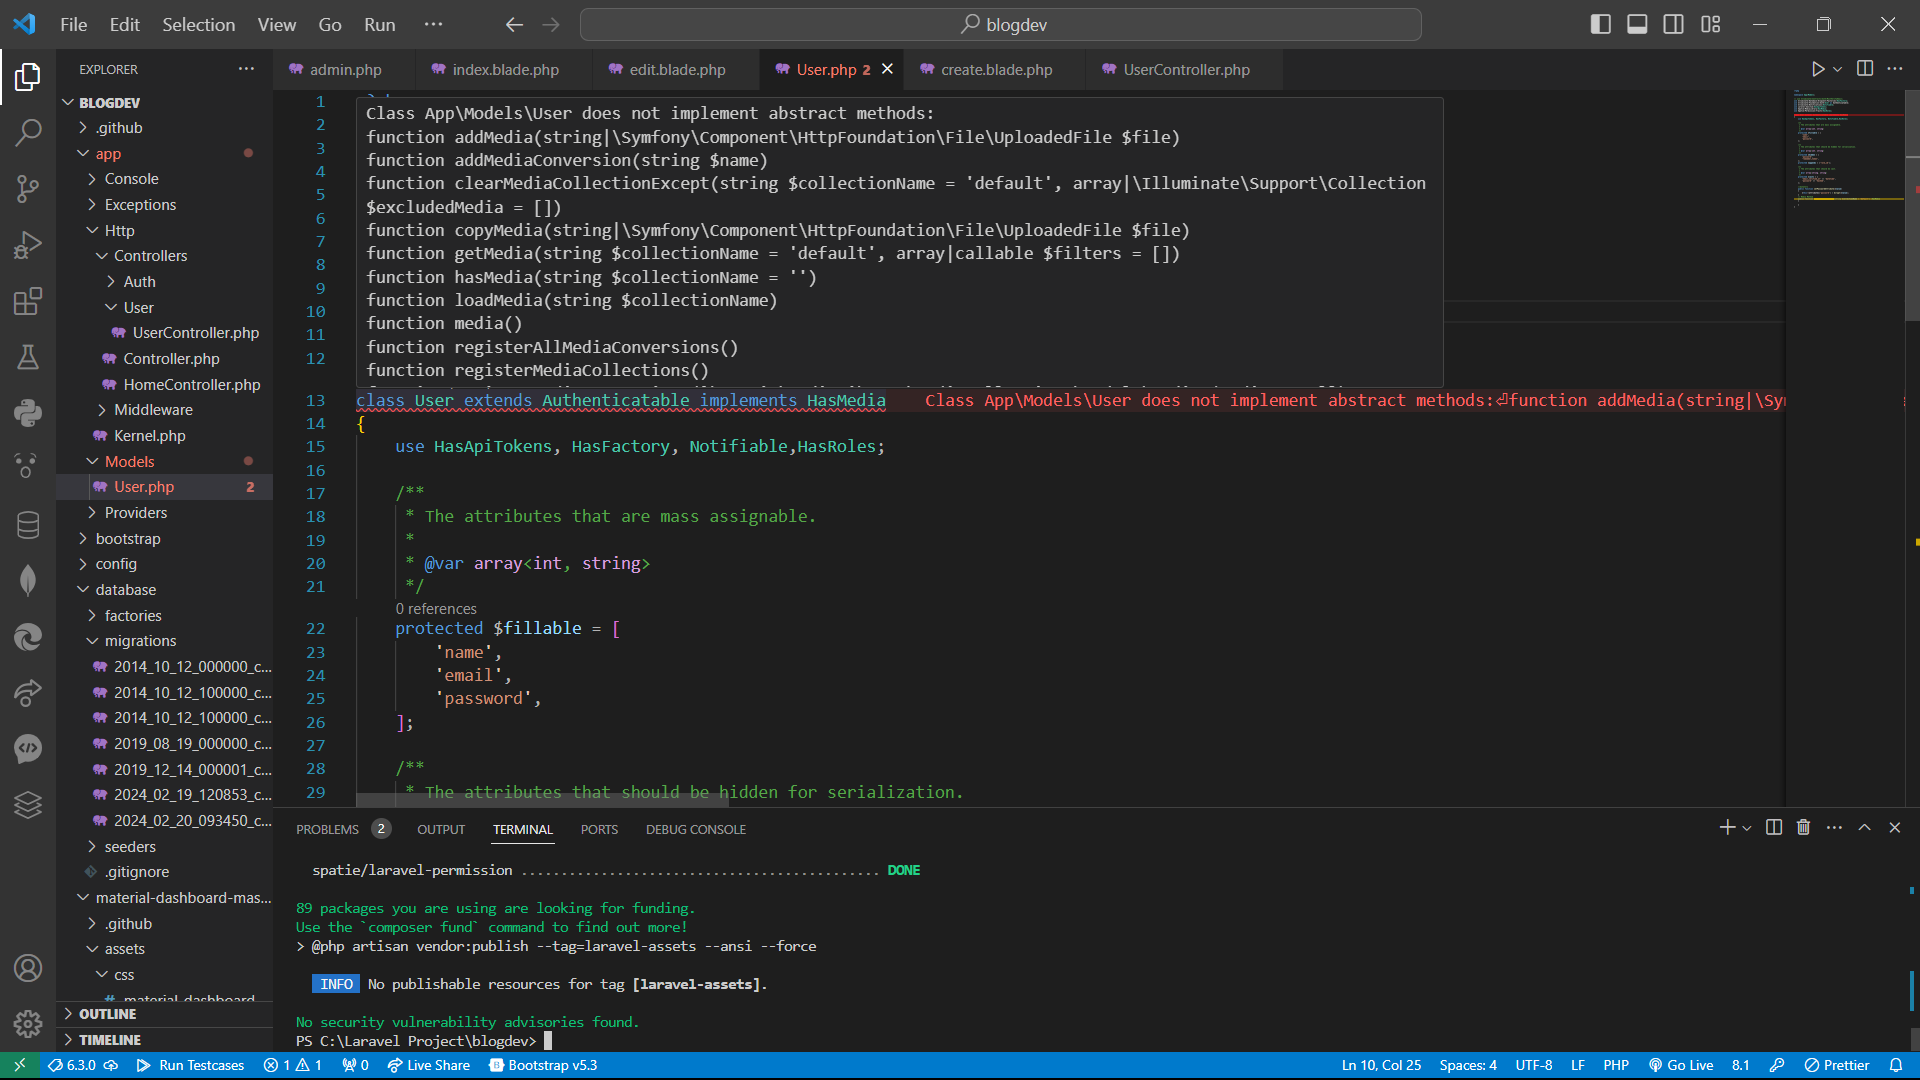 File Edit Selection View Go Run ··· blogdev
EXPLORER
admin.php index.blade.php edit.blade.php User.php 2 create.blade.php UserController.php
BLOGDEV
.github
app
Console
Exceptions
Http
Controllers
Auth
User
UserController.php
Controller.php
HomeController.php
Middleware
Kernel.php
Models
User.php 2
Providers
bootstrap
config
database
factories
migrations
2014_10_12_000000_c...
2014_10_12_100000_c...
2014_10_12_100000_c...
2019_08_19_000000_c...
2019_12_14_000001_c...
2024_02_19_120853_c...
2024_02_20_093450_c...
seeders
.gitignore
material-dashboard-mas...
.github
assets
css
# material-dashboard
OUTLINE
TIMELINE
1
2
3
4
5
6
7
8
9
10
11
12
Class App\Models\User does not implement abstract methods:
function addMedia(string|\Symfony\Component\HttpFoundation\File\UploadedFile $file)
function addMediaConversion(string $name)
function clearMediaCollectionExcept(string $collectionName = 'default', array|\Illuminate\Support\Collection
$excludedMedia = [])
function copyMedia(string|\Symfony\Component\HttpFoundation\File\UploadedFile $file)
function getMedia(string $collectionName = 'default', array|callable $filters = [])
function hasMedia(string $collectionName = '')
function loadMedia(string $collectionName)
function media()
function registerAllMediaConversions()
function registerMediaCollections()
13 class User extends Authenticatable implements HasMedia Class App\Models\User does not implement abstract methods:⏎function addMedia(string|\Sy
14 {
15 use HasApiTokens, HasFactory, Notifiable,HasRoles;
16
17 /**
18 * The attributes that are mass assignable.
19 *
20 * @var array<int, string>
21 */
0 references
22 protected $fillable = [
23 'name',
24 'email',
25 'password',
26 ];
27
28 /**
29 * The attributes that should be hidden for serialization.
PROBLEMS 2 OUTPUT TERMINAL PORTS DEBUG CONSOLE
spatie/laravel-permission ............................................. DONE
89 packages you are using are looking for funding.
Use the `composer fund` command to find out more!
> @php artisan vendor:publish --tag=laravel-assets --ansi --force
INFO No publishable resources for tag [laravel-assets].
No security vulnerability advisories found.
PS C:\Laravel Project\blogdev>
6.3.0 Run Testcases 1 1 0 Live Share Bootstrap v5.3 Ln 10, Col 25 Spaces: 4 UTF-8 LF PHP Go Live 8.1 Prettier